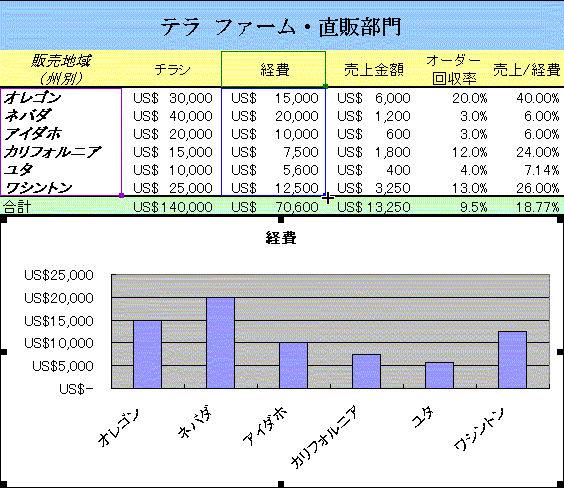 テラ ファーム・直販部門
販売地域 チラシ 経費 売上金額 オーダー 売上/経費
(州別) 回収率
オレゴン US$ 30,000 US$ 15,000 US$ 6,000 20.0% 40.00%
ネバダ US$ 40,000 US$ 20,000 US$ 1,200 3.0% 6.00%
アイダホ US$ 20,000 US$ 10,000 US$ 600 3.0% 6.00%
カリフォルニア US$ 15,000 US$ 7,500 US$ 1,800 12.0% 24.00%
ユタ US$ 10,000 US$ 5,600 US$ 400 4.0% 7.14%
ワシントン US$ 25,000 US$ 12,500 US$ 3,250 13.0% 26.00%
合計 US$140,000 US$ 70,600 US$ 13,250 9.5% 18.77%
経費
US$25,000
US$20,000
US$15,000
US$10,000
US$5,000
US$-
オレゴン ネバダ アイダホ カリフォルニア ユタ ワシントン